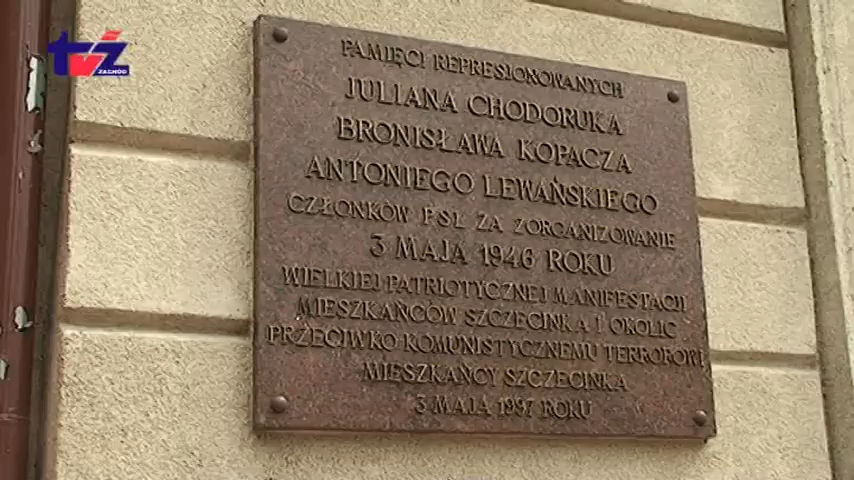 tvż
ZACHÓD
PAMIĘCI REPRESJONOWANYCH
JULIANA CHODORUKA
BRONISŁAWA KOPACZA
ANTONIEGO LEWAŃSKIEGO
CZŁONKÓW PSL ZA ZORGANIZOWANIE
3 MAJA 1946 ROKU
WIELKIEJ PATRIOTYCZNEJ MANIFESTACJI
MIESZKAŃCÓW SZCZECINKA I OKOLIC
PRZECIWKO KOMUNISTYCZNEMU TERROROWI
MIESZKAŃCY SZCZECINKA
3 MAJA 1997 ROKU